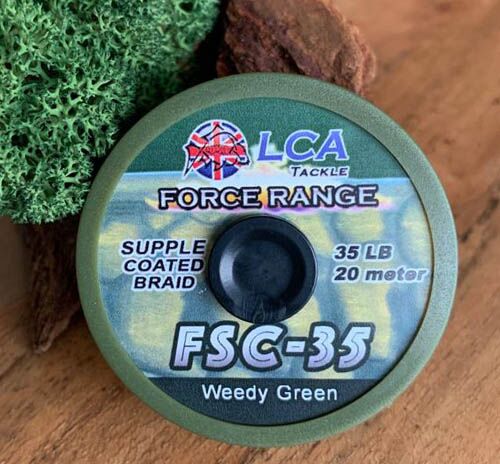 LCA
TACKLE
FORCE RANGE
SUPPLE
COATED
BRAID
35 LB
20 meter
FSC-35
Weedy Green